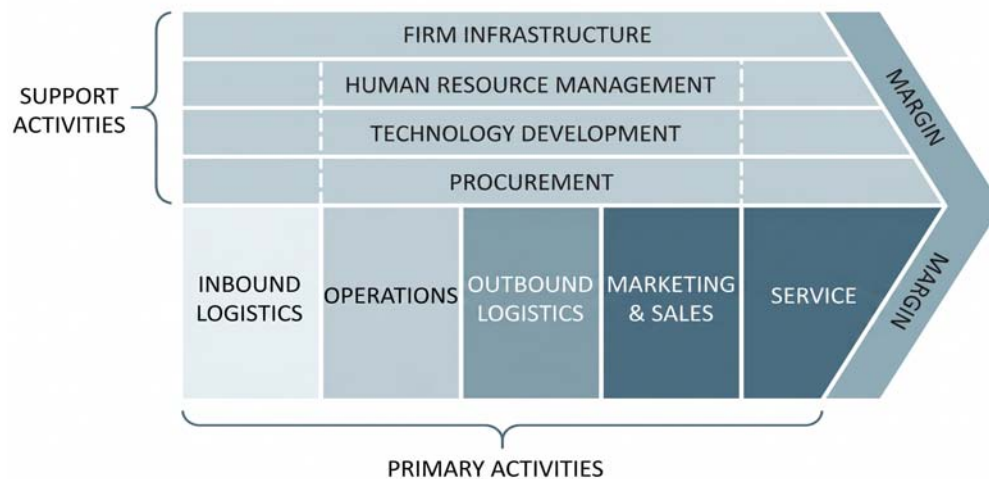 FIRM INFRASTRUCTURE
HUMAN RESOURCE MANAGEMENT
TECHNOLOGY DEVELOPMENT
PROCUREMENT
SUPPORT
ACTIVITIES
MARGIN
INBOUND
LOGISTICS
OPERATIONS
OUTBOUND
LOGISTICS
MARKETING
& SALES
SERVICE
MARGIN
PRIMARY ACTIVITIES